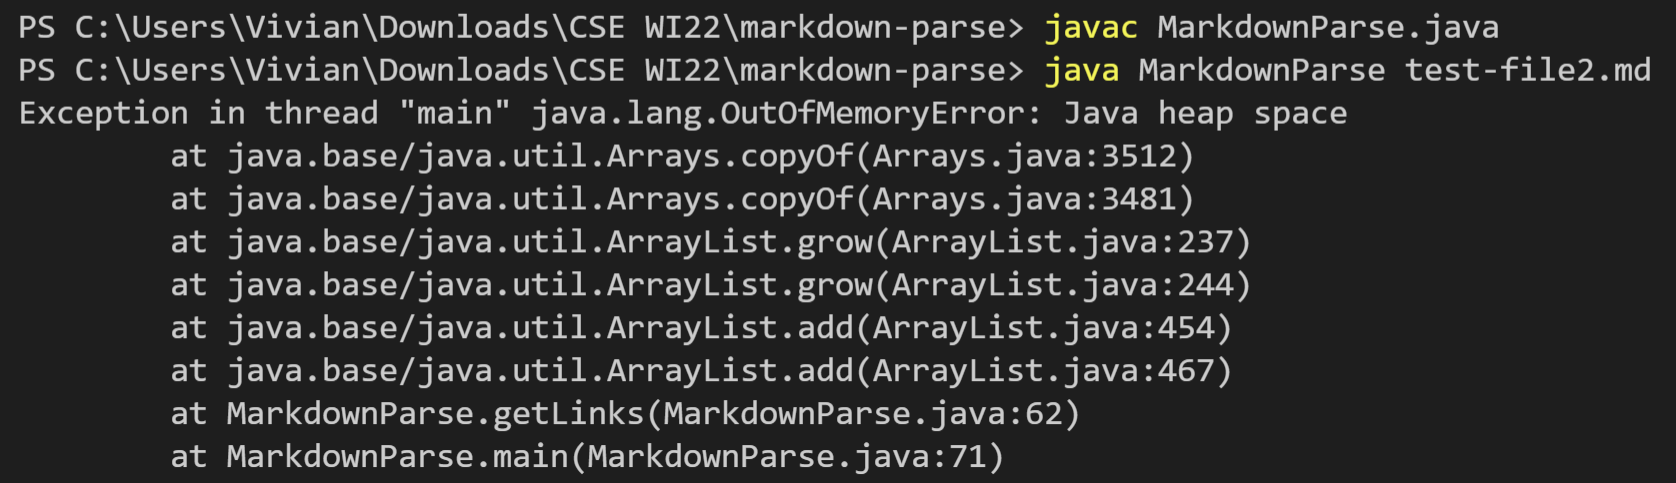 PS C:\Users\Vivian\Downloads\CSE WI22\markdown-parse> javac MarkdownParse.java
PS C:\Users\Vivian\Downloads\CSE WI22\markdown-parse> java MarkdownParse test-file2.md
Exception in thread "main" java.lang.OutOfMemoryError: Java heap space
        at java.base/java.util.Arrays.copyOf(Arrays.java:3512)
        at java.base/java.util.Arrays.copyOf(Arrays.java:3481)
        at java.base/java.util.ArrayList.grow(ArrayList.java:237)
        at java.base/java.util.ArrayList.grow(ArrayList.java:244)
        at java.base/java.util.ArrayList.add(ArrayList.java:454)
        at java.base/java.util.ArrayList.add(ArrayList.java:467)
        at MarkdownParse.getLinks(MarkdownParse.java:62)
        at MarkdownParse.main(MarkdownParse.java:71)